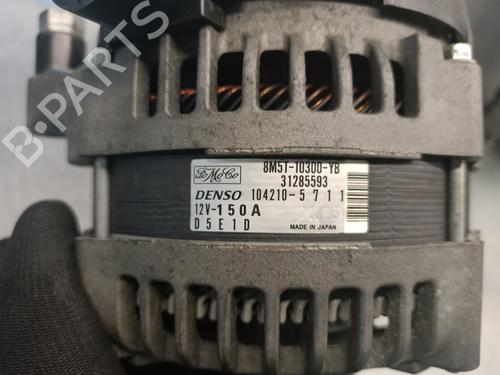 B-PARTS
FoMoCo
8M5T-10300-YB
31285593
DENSO 104210-5711
12V-150A
D5E1D
MADE IN JAPAN